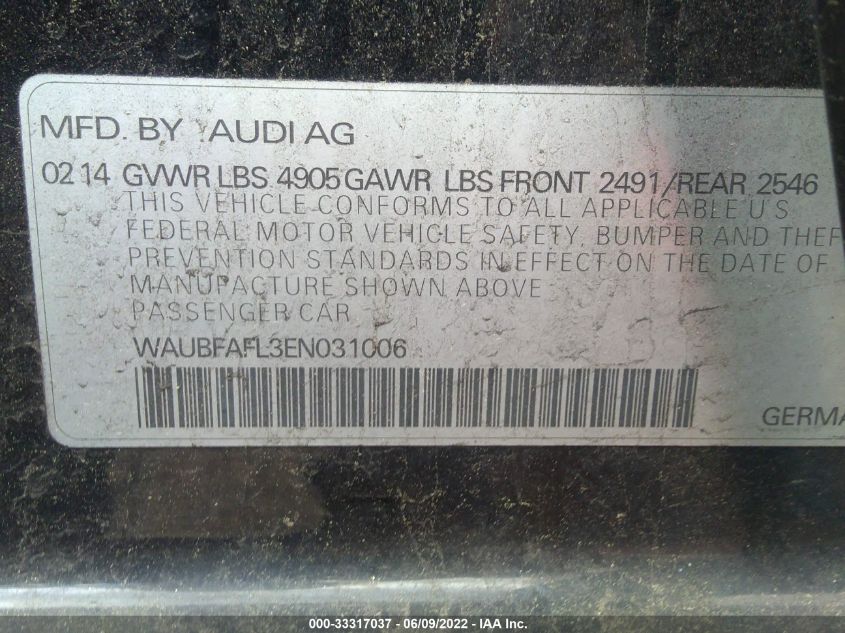 MFD. BY AUDI AG
02 14 GVWR LBS 4905 GAWR LBS FRONT 2491/REAR 2546
THIS VEHICLE CONFORMS TO ALL APPLICABLE U S
FEDERAL MOTOR VEHICLE SAFETY, BUMPER AND THEF
PREVENTION STANDARDS IN EFFECT ON THE DATE OF
MANUFACTURE SHOWN ABOVE
PASSENGER CAR
WAUBFAFL3EN031006
GERMA
000-33317037 - 06/09/2022 - IAA Inc.